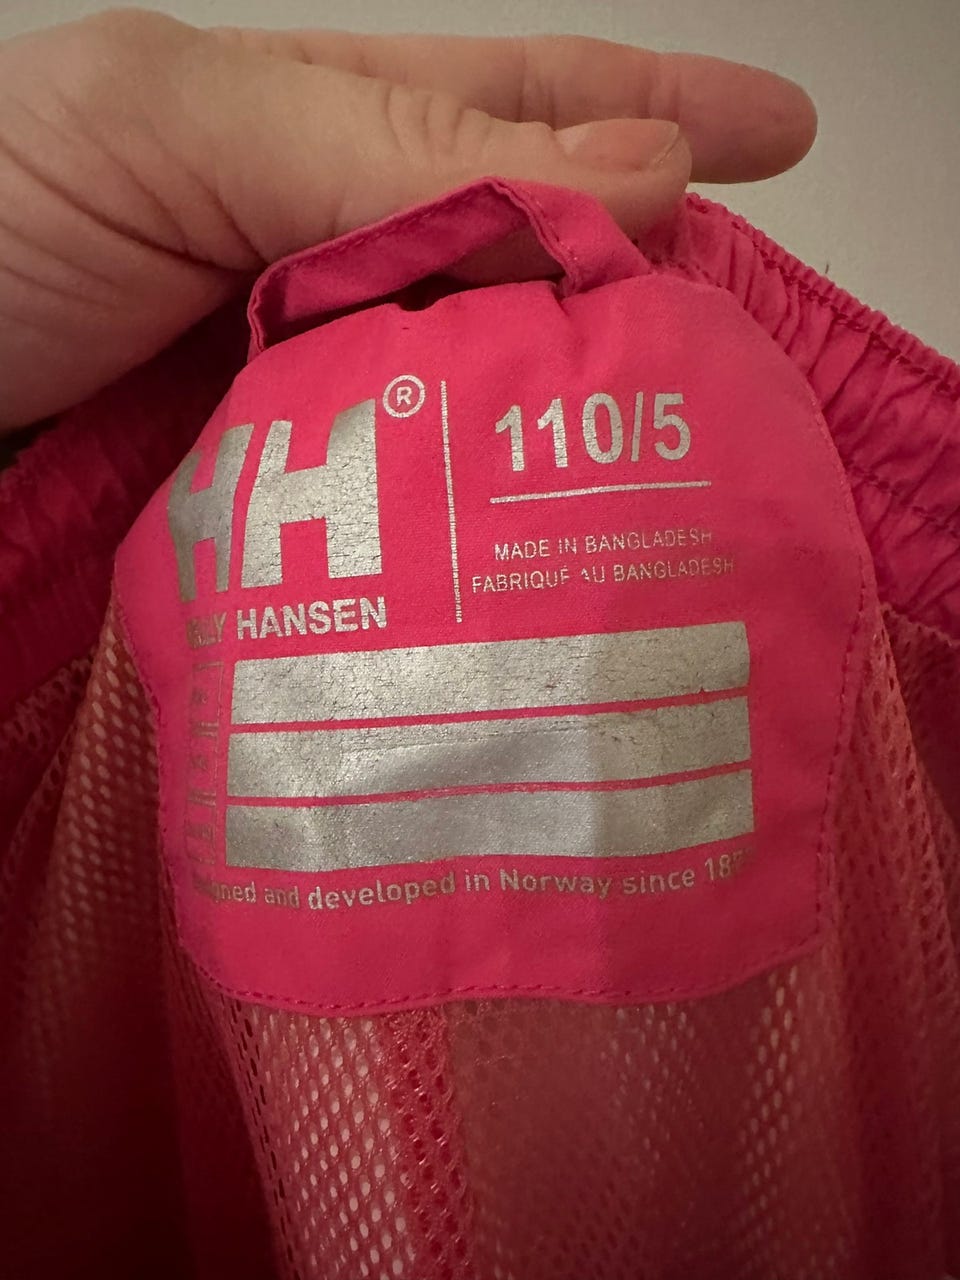 HH®
HANSEN
110/5
MADE IN BANGLADESH
FABRIQUÉ AU BANGLADESH
and developed in Norway since